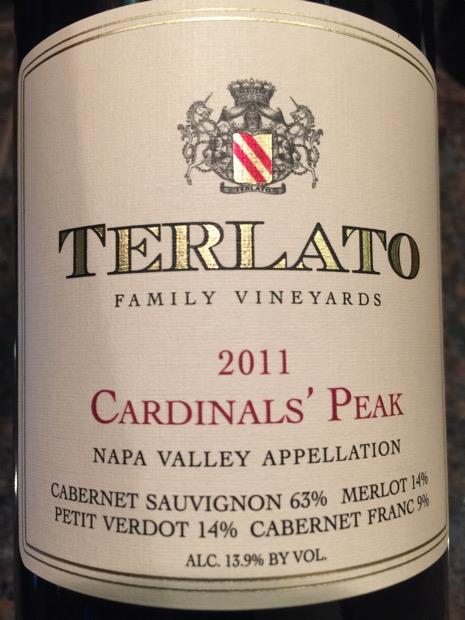 TERLATO
TERLATO
FAMILY VINEYARDS
2011
CARDINALS' PEAK
NAPA VALLEY APPELLATION
CABERNET SAUVIGNON 63% MERLOT 14%
PETIT VERDOT 14% CABERNET FRANC 9%
ALC. 13.9% BY VOL.